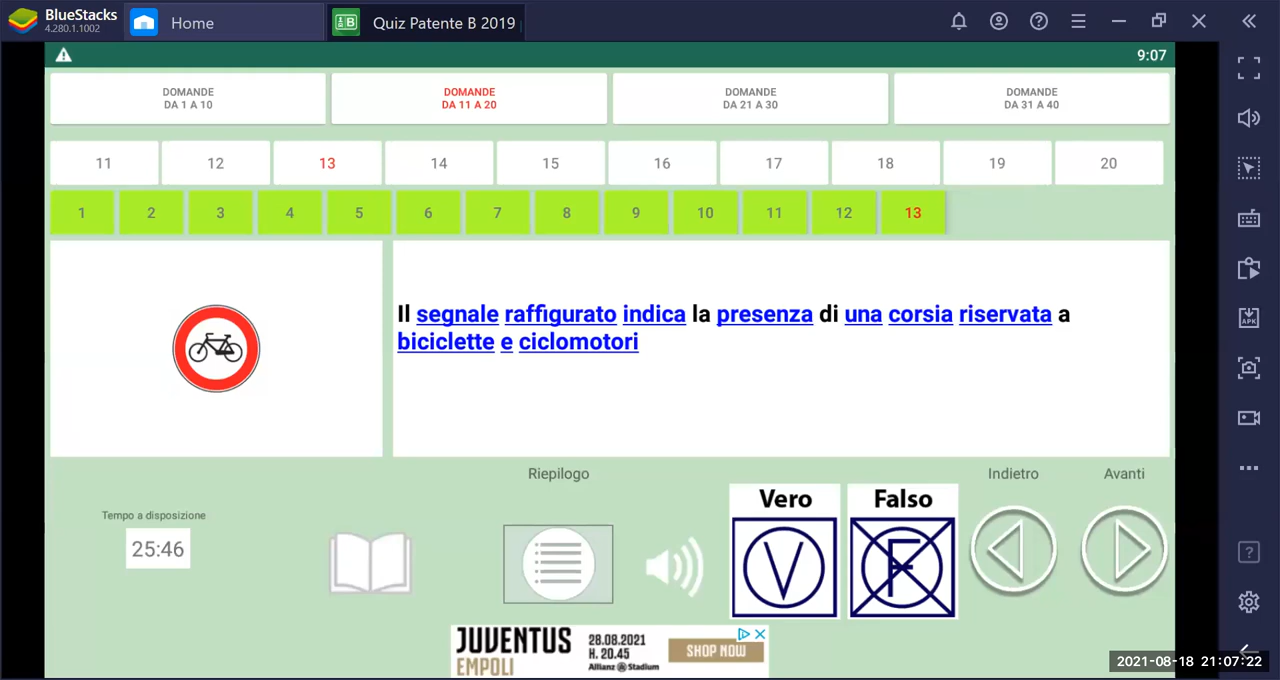 BlueStacks
4.280.1.1002
Home
Quiz Patente B 2019
9:07
DOMANDE
DA 1 A 10
DOMANDE
DA 11 A 20
DOMANDE
DA 21 A 30
DOMANDE
DA 31 A 40
11 12 13 14 15 16 17 18 19 20
1 2 3 4 5 6 7 8 9 10 11 12 13
Il segnale raffigurato indica la presenza di una corsia riservata a
biciclette e ciclomotori
Riepilogo
Indietro
Avanti
Vero
Falso
Tempo a disposizione
25:46
V
F
JUVENTUS
EMPOLI
28.08.2021
H. 20.45
Allianz Stadium
SHOP NOW
APK
2021-08-18 21:07:22